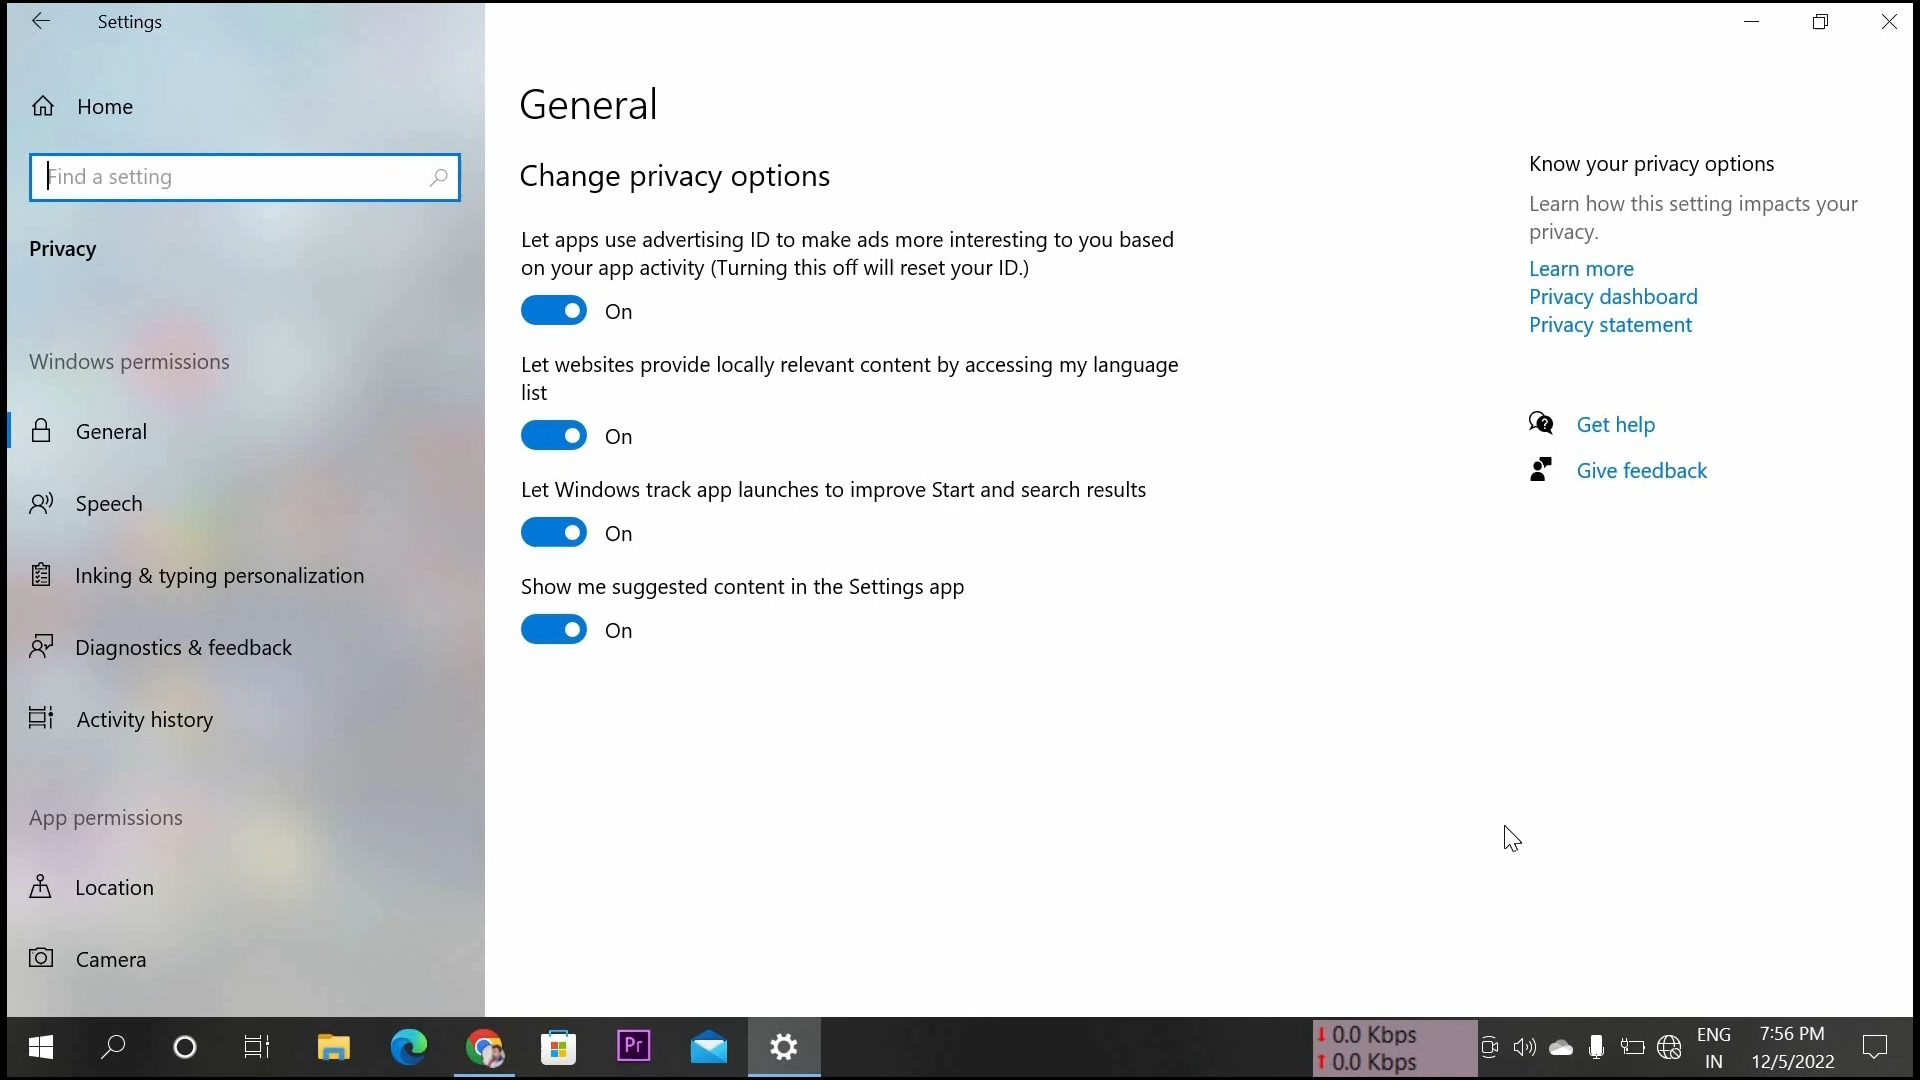 Settings
Home
Find a setting
Privacy
Windows permissions
General
Speech
Inking & typing personalization
Diagnostics & feedback
Activity history
App permissions
Location
Camera
General
Change privacy options
Let apps use advertising ID to make ads more interesting to you based
on your app activity (Turning this off will reset your ID.)
On
Let websites provide locally relevant content by accessing my language
list
On
Let Windows track app launches to improve Start and search results
On
Show me suggested content in the Settings app
On
Know your privacy options
Learn how this setting impacts your
privacy.
Learn more
Privacy dashboard
Privacy statement
Get help
Give feedback
Pr
0.0 Kbps
0.0 Kbps
ENG
IN
7:56 PM
12/5/2022